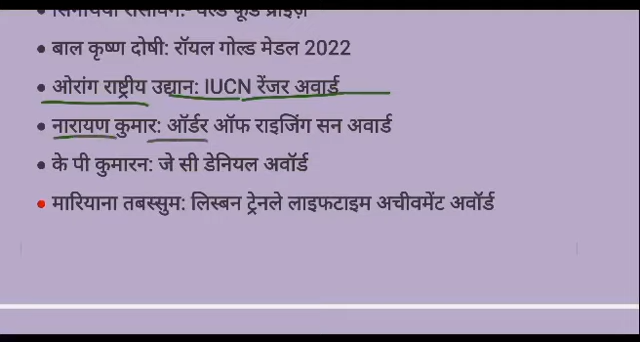 • बाल कृष्ण दोषी: रॉयल गोल्ड मेडल 2022
• ओरांग राष्ट्रीय उद्यान: IUCN रेंजर अवार्ड
• नारायण कुमार: ऑर्डर ऑफ राइजिंग सन अवार्ड
• के पी कुमारन: जे सी डेनियल अवॉर्ड
• मारियाना तबस्सुम: लिस्बन ट्रेनले लाइफटाइम अचीवमेंट अवॉर्ड